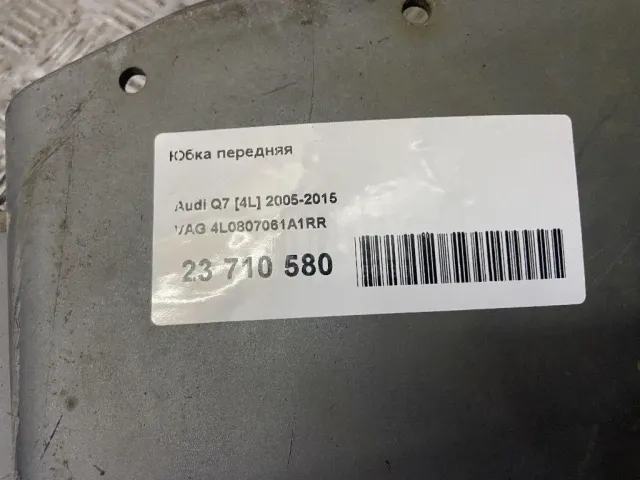 Юбка передняя
Audi Q7 [4L] 2005-2015
VAG 4L0807061A1RR
23 710 580